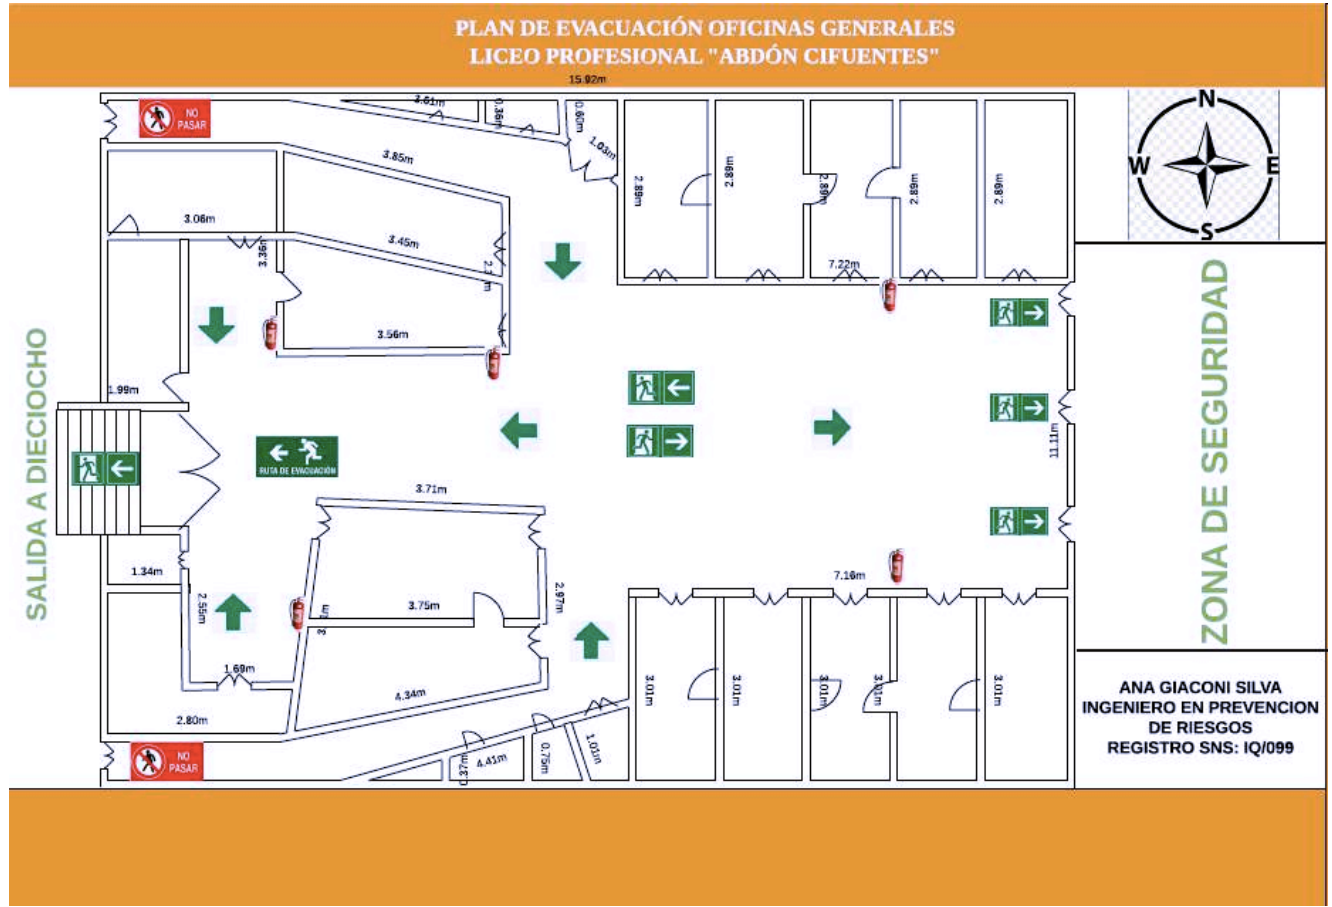 PLAN DE EVACUACIÓN OFICINAS GENERALES
LICEO PROFESIONAL "ABDÓN CIFUENTES"
15.92m
N
W
E
S
NO
PASAR
3.61m
0.36m
0.60m
1.03m
3.85m
2.89m
2.89m
2.89m
2.89m
2.89m
3.06m
3.36m
3.45m
7.22m
3.56m
1.99m
SALIDA A DIECIOCHO
RUTA DE EVACUACIÓN
11.11m
ZONA DE SEGURIDAD
3.71m
1.34m
2.55m
3.75m
2.97m
7.16m
1.69m
4.34m
2.80m
3.01m
3.01m
3.01m
3.01m
3.01m
NO
PASAR
0.37m
4.41m
0.75m
1.01m
ANA GIACONI SILVA
INGENIERO EN PREVENCION
DE RIESGOS
REGISTRO SNS: IQ/099